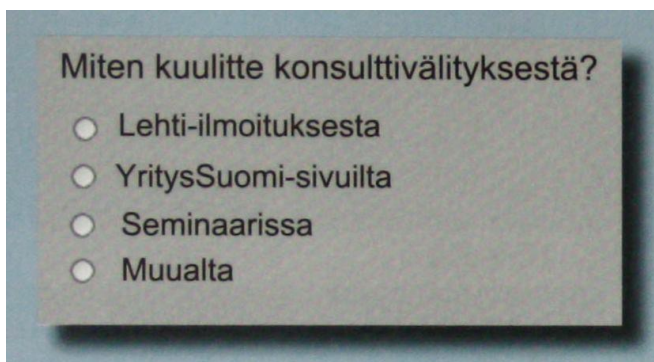 Miten kuulitte konsulttivälityksestä?
Lehti-ilmoituksesta
YritysSuomi-sivuilta
Seminaarissa
Muualta